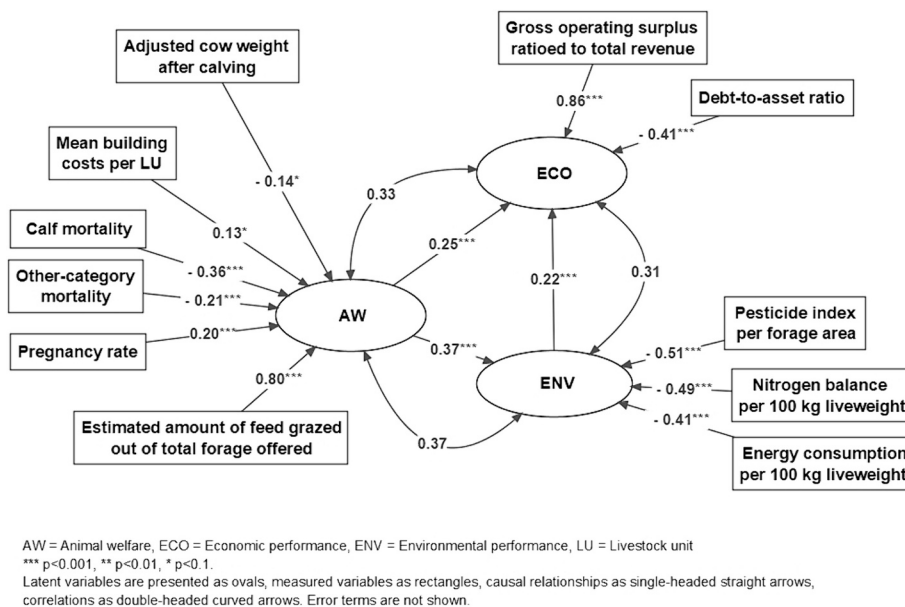 Gross operating surplus
ratioed to total revenue
Adjusted cow weight
after calving
0.86***
Debt-to-asset ratio
- 0.41***
Mean building
costs per LU
- 0.14*
ECO
0.33
Calf mortality
0.13*
0.25***
- 0.36***
Other-category
mortality
- 0.21***
0.22***
0.31
AW
Pesticide index
per forage area
0.20***
Pregnancy rate
0.37***
- 0.51***
0.80***
ENV
- 0.49***
Nitrogen balance
per 100 kg liveweight
- 0.41***
Estimated amount of feed grazed
out of total forage offered
0.37
Energy consumption
per 100 kg liveweight
AW = Animal welfare, ECO = Economic performance, ENV = Environmental performance, LU = Livestock unit
*** p<0.001, ** p<0.01, * p<0.1.
Latent variables are presented as ovals, measured variables as rectangles, causal relationships as single-headed straight arrows,
correlations as double-headed curved arrows. Error terms are not shown.